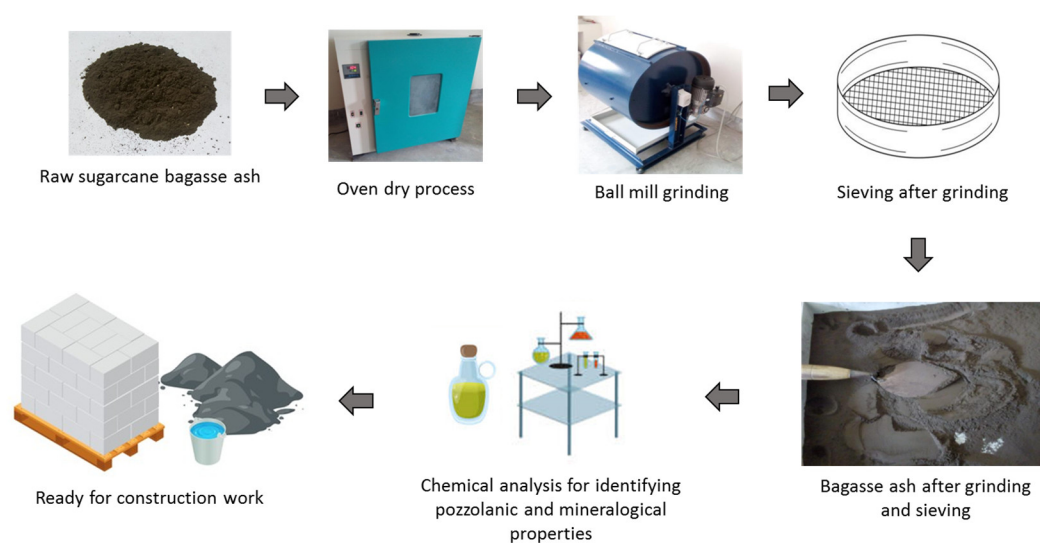 Raw sugarcane bagasse ash
Oven dry process
Ball mill grinding
Sieving after grinding
Ready for construction work
Chemical analysis for identifying
pozzolanic and mineralogical
properties
Bagasse ash after grinding
and sieving